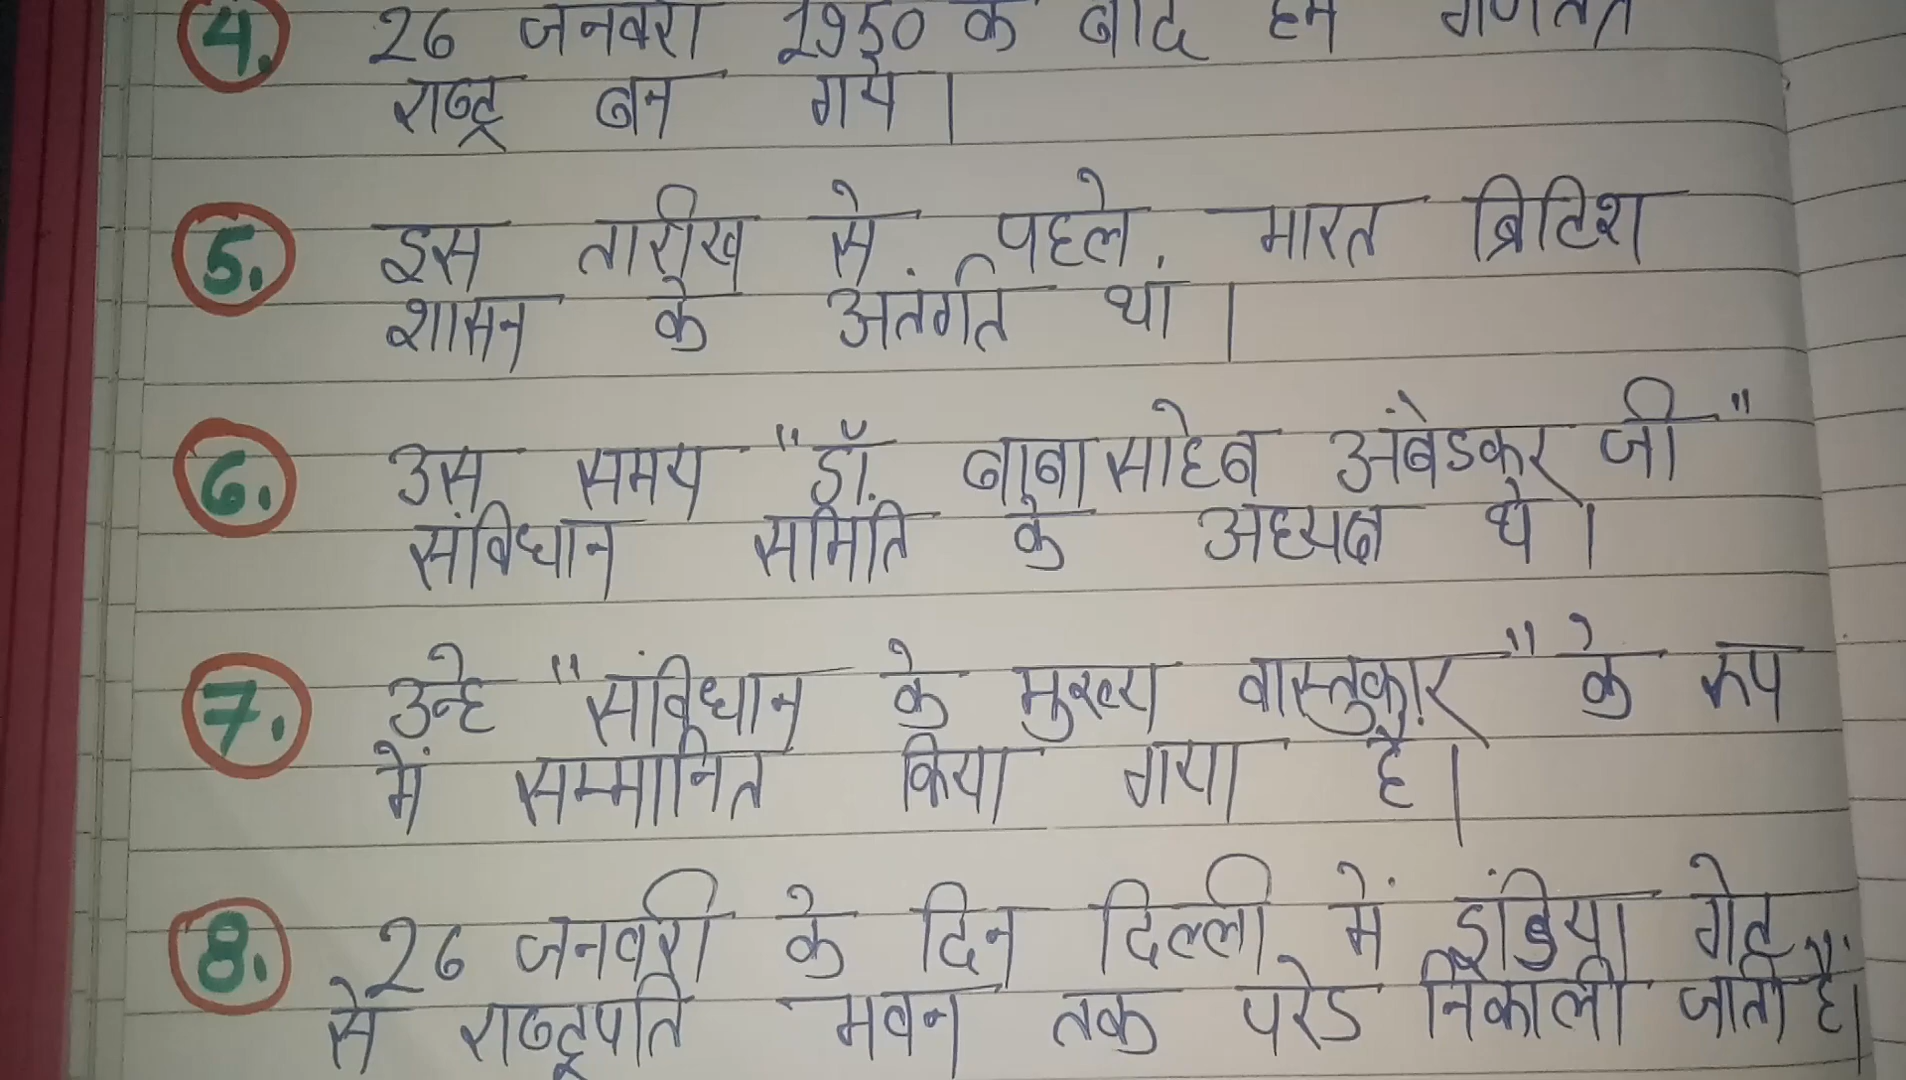 4. 26 जनवरी 1950 के बाद हम गणतंत्र
राष्ट्र बन गये।
5. इस तारीख से पहले, भारत ब्रिटिश
शासन के अंतर्गत था।
6. उस समय "डॉ. बाबासाहेब अंबेडकर जी"
संविधान समिति के अध्यक्ष थे।
7. उन्हे "संविधान के मुख्य वास्तुकार" के रूप
में सम्मानित किया गया है।
8. 26 जनवरी के दिन दिल्ली में इंडिया गेट
से राष्ट्रपति भवन तक परेड निकाली जाती है।